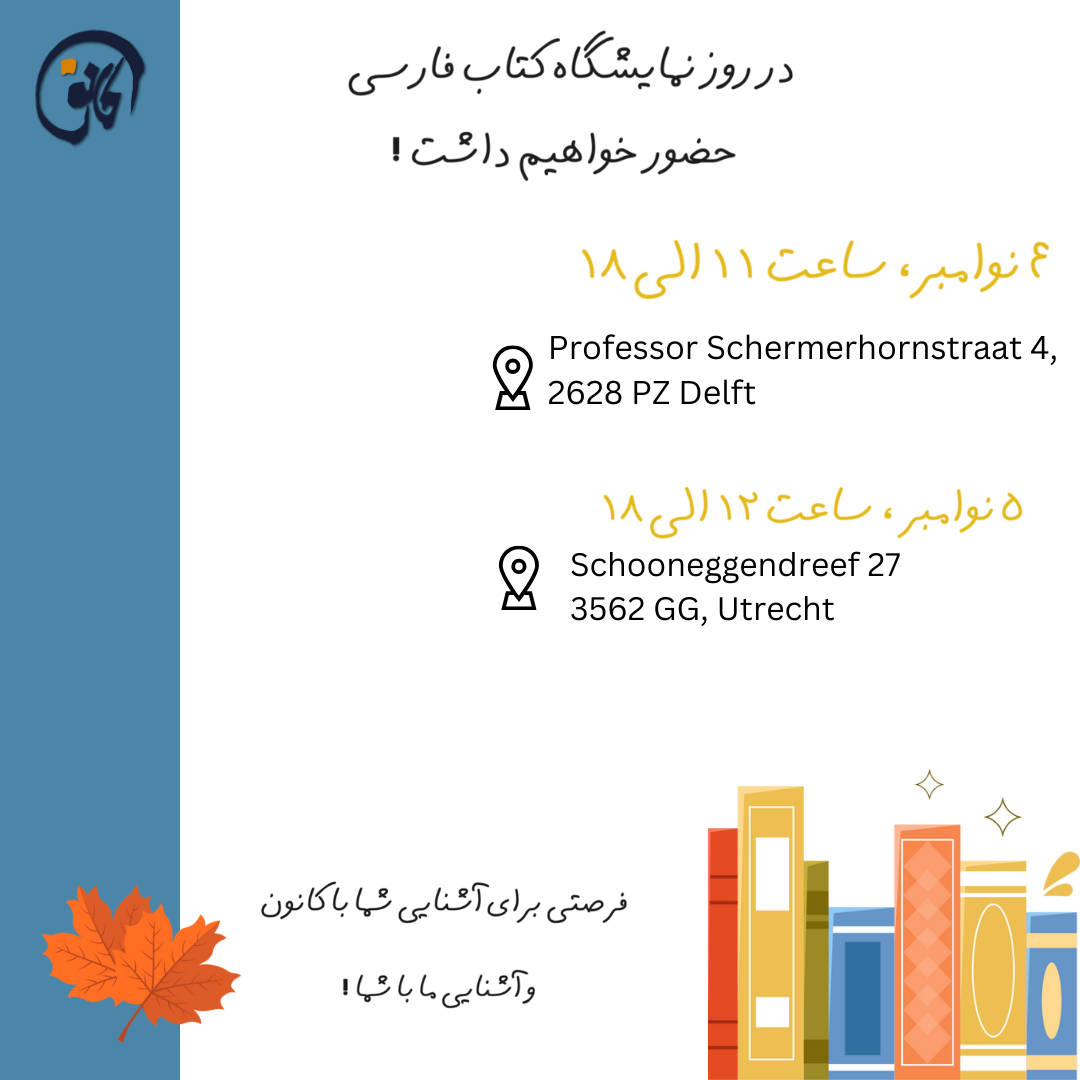 کانون
در روز نمایشگاه کتاب فارسی
حضور خواهیم داشت !
۶ نوامبر، ساعت ۱۱ الی ۱۸
Professor Schermerhornstraat 4,
2628 PZ Delft
۵ نوامبر، ساعت ۱۲ الی ۱۸
Schooneggendreef 27
3562 GG, Utrecht
فرصتی برای آشنایی شما با کانون
و آشنایی ما با شما !